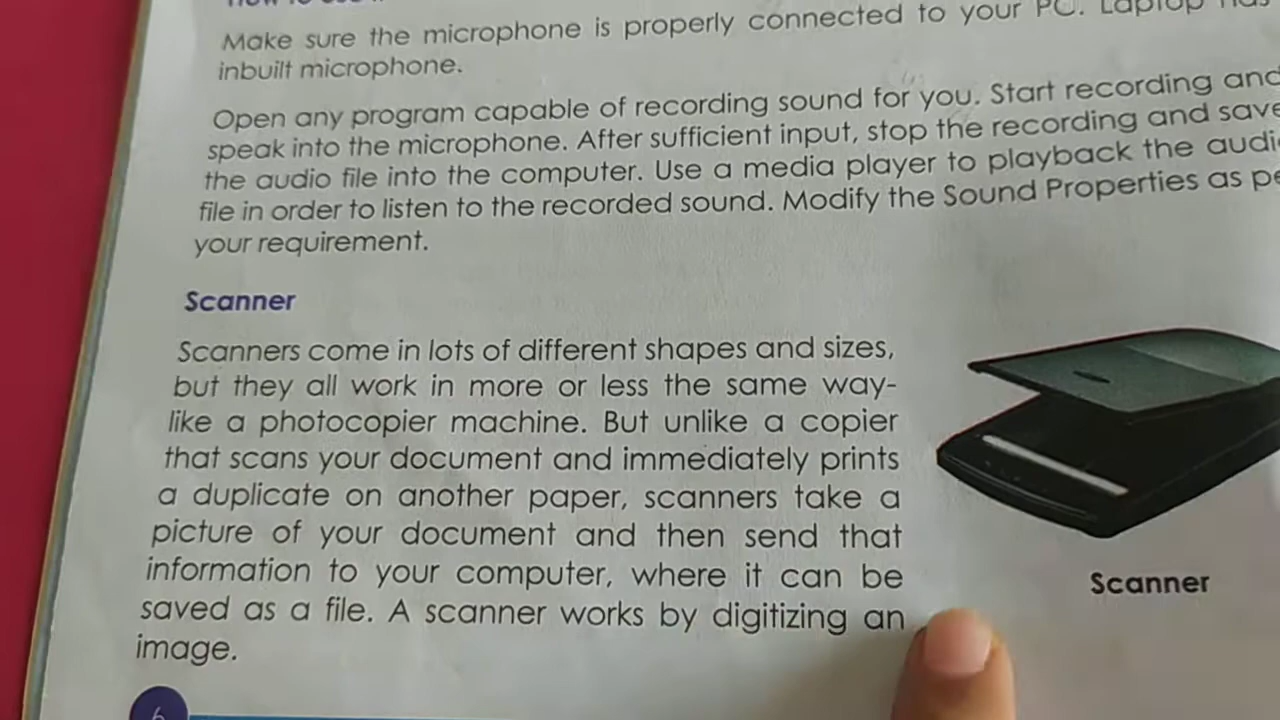 How to use it
Make sure the microphone is properly connected to your PC. Laptop has
inbuilt microphone.
Open any program capable of recording sound for you. Start recording and
speak into the microphone. After sufficient input, stop the recording and save
the audio file into the computer. Use a media player to playback the audio
file in order to listen to the recorded sound. Modify the Sound Properties as pe
your requirement.
Scanner
Scanners come in lots of different shapes and sizes,
but they all work in more or less the same way-
like a photocopier machine. But unlike a copier
that scans your document and immediately prints
a duplicate on another paper, scanners take a
picture of your document and then send that
information to your computer, where it can be
saved as a file. A scanner works by digitizing an
image.
Scanner
6